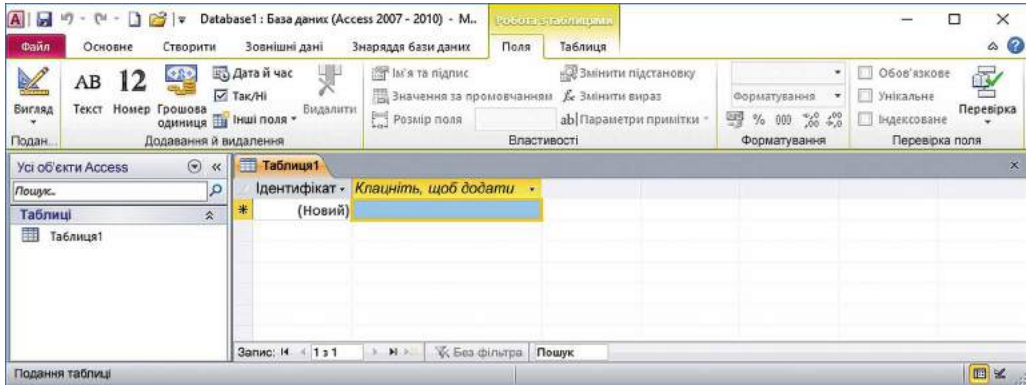 Database1 : База даних (Access 2007 - 2010) - М...
Робота з таблицями
Файл Основне Створити Зовнішні дані Знаряддя бази даних Поля Таблиця
Вигляд
Подан...
АВ 12
Текст Номер Грошова одиниця
Дата й час
Так/Ні
Інші поля
Видалити
Додавання й видалення
Ім'я та підпис
Значення за промовчанням
Розмір поля
Змінити підстановку
fx Змінити вираз
ab| Параметри примітки
Властивості
Форматування
% 000
Форматування
Обов'язкове
Унікальне
Індексоване
Перевірка
Перевірка поля
Усі об'єкти Access «
Пошук...
Таблиці
Таблиця1
Таблиця1
Ідентифікат Клацніть, щоб додати
* (Новий)
Запис: 1 з 1 Без фільтра Пошук
Подання таблиці